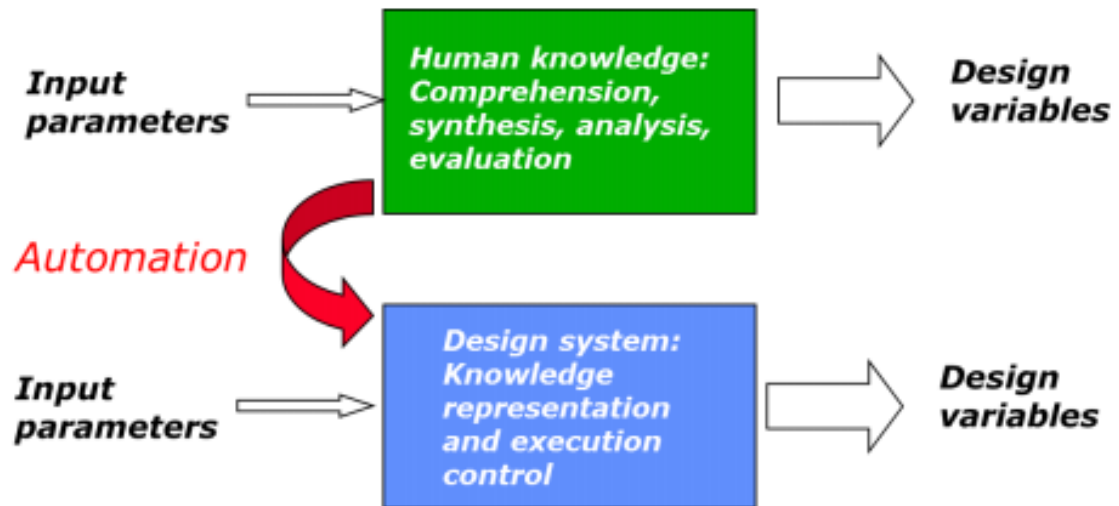 Input
parameters
Human knowledge:
Comprehension,
synthesis, analysis,
evaluation
Design
variables
Automation
Input
parameters
Design system:
Knowledge
representation
and execution
control
Design
variables